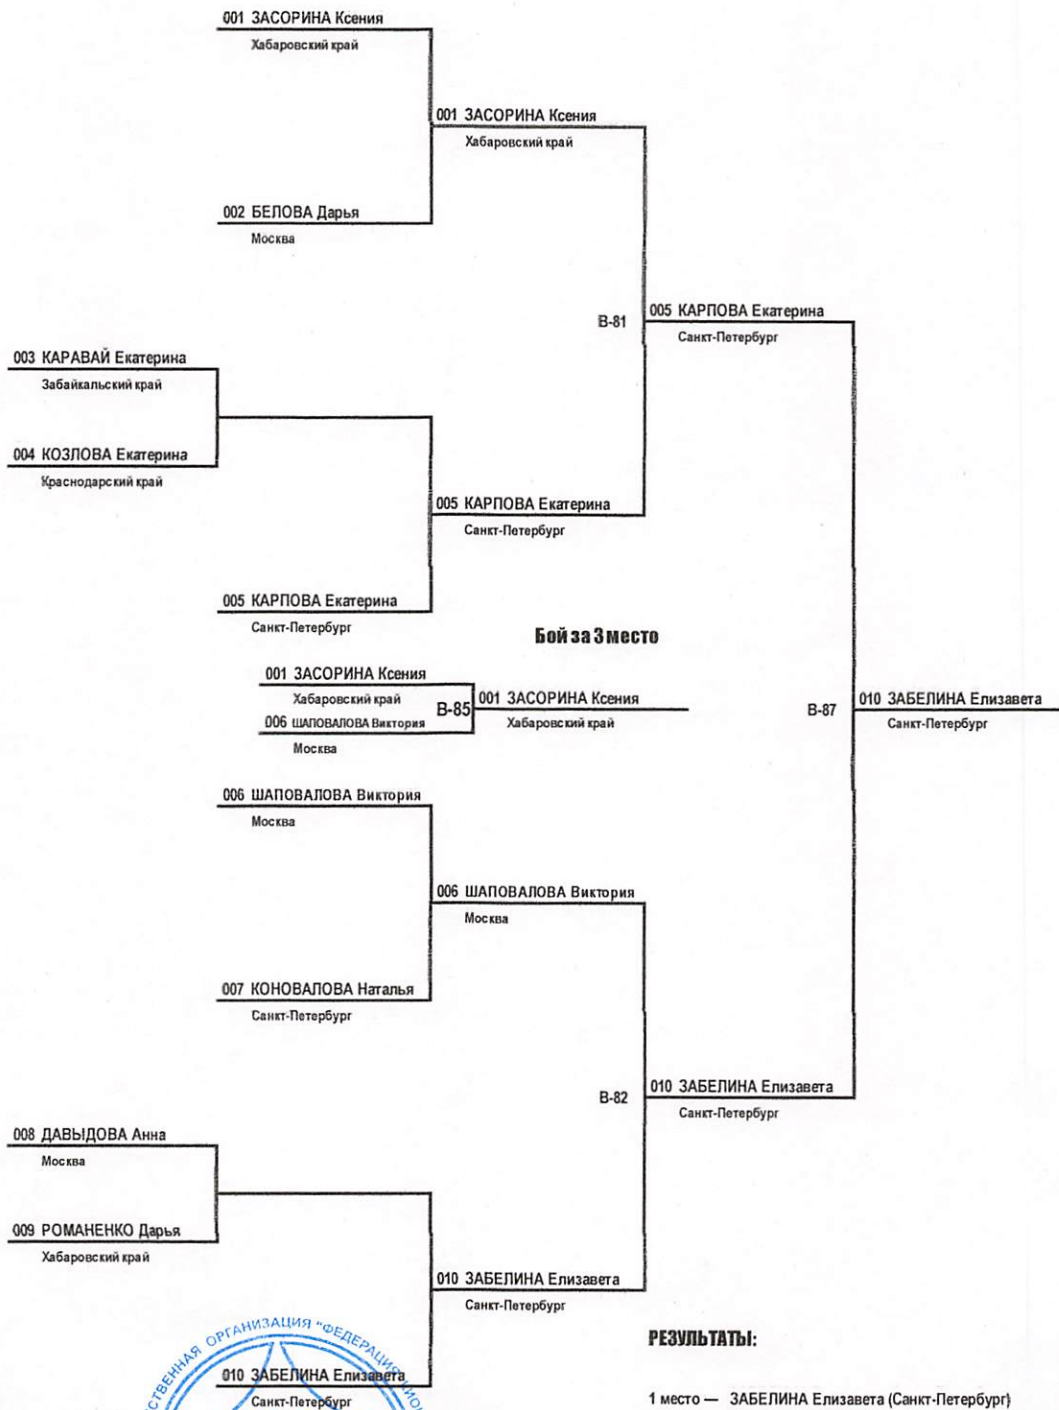 001 ЗАСОРИНА Ксения
Хабаровский край
001 ЗАСОРИНА Ксения
Хабаровский край
002 БЕЛОВА Дарья
Москва
B-81
005 КАРПОВА Екатерина
Санкт-Петербург
003 КАРАВАЙ Екатерина
Забайкальский край
004 КОЗЛОВА Екатерина
Краснодарский край
005 КАРПОВА Екатерина
Санкт-Петербург
005 КАРПОВА Екатерина
Санкт-Петербург
Бой за 3 место
001 ЗАСОРИНА Ксения
Хабаровский край
B-85
001 ЗАСОРИНА Ксения
Хабаровский край
006 ШАПОВАЛОВА Виктория
Москва
B-87
010 ЗАБЕЛИНА Елизавета
Санкт-Петербург
006 ШАПОВАЛОВА Виктория
Москва
006 ШАПОВАЛОВА Виктория
Москва
007 КОНОВАЛОВА Наталья
Санкт-Петербург
B-82
010 ЗАБЕЛИНА Елизавета
Санкт-Петербург
008 ДАВЫДОВА Анна
Москва
009 РОМАНЕНКО Дарья
Хабаровский край
010 ЗАБЕЛИНА Елизавета
Санкт-Петербург
ОРГАНИЗАЦИЯ "ФЕДЕРАЦИЯ
010 ЗАБЕЛИНА Елизавета
Санкт-Петербург
РЕЗУЛЬТАТЫ:
1 место — ЗАБЕЛИНА Елизавета (Санкт-Петербург)